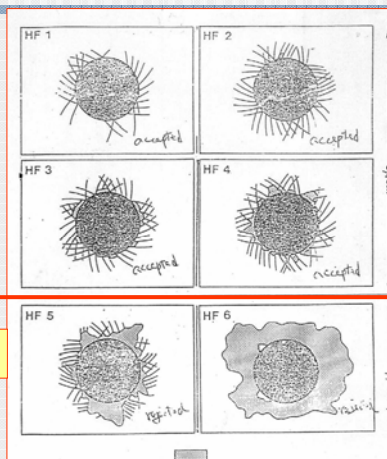 HF 1
accepted
HF 2
accepted
HF 3
accepted
HF 4
accepted
HF 5
rejected
HF 6